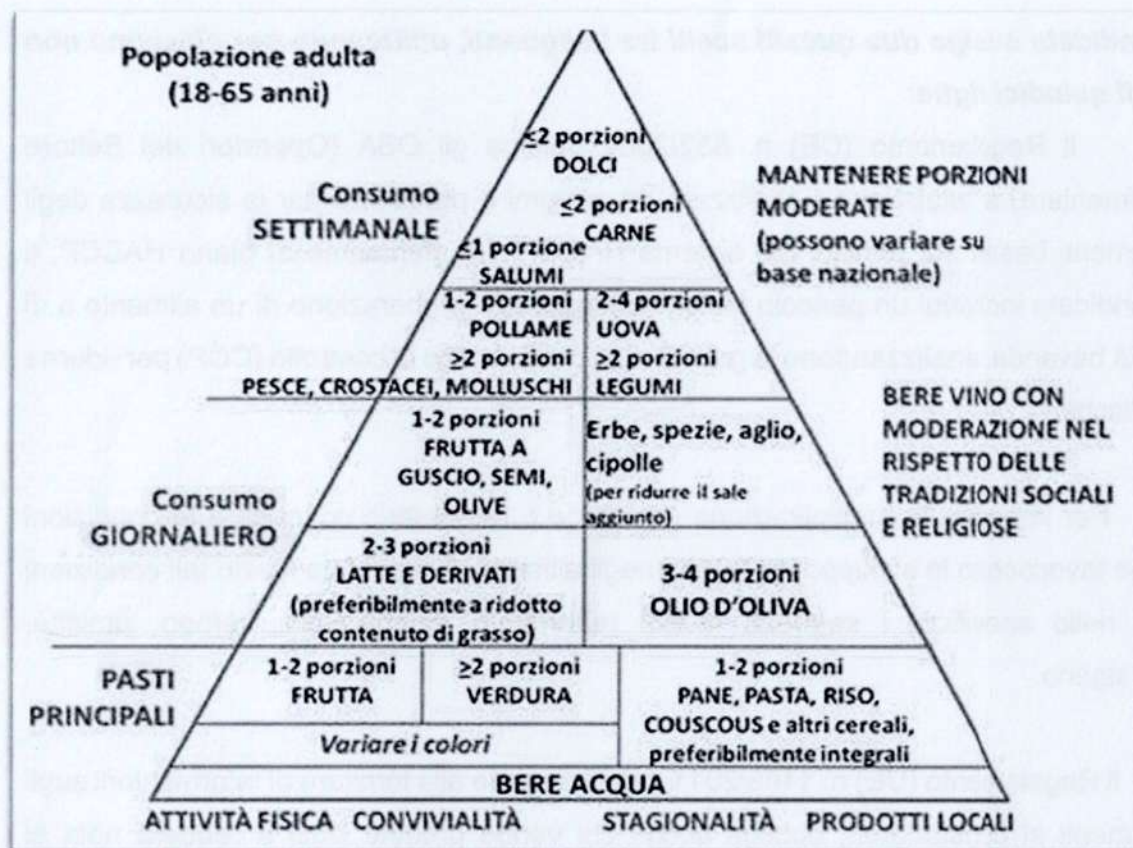 Popolazione adulta
(18-65 anni)
≤2 porzioni
DOLCI
Consumo
SETTIMANALE
≤2 porzioni
CARNE
≤1 porzione
SALUMI
MANTENERE PORZIONI
MODERATE
(possono variare su
base nazionale)
1-2 porzioni
POLLAME
2-4 porzioni
UOVA
≥2 porzioni
PESCE, CROSTACEI, MOLLUSCHI
≥2 porzioni
LEGUMI
BERE VINO CON
MODERAZIONE NEL
RISPETTO DELLE
TRADIZIONI SOCIALI
E RELIGIOSE
Consumo
GIORNALIERO
1-2 porzioni
FRUTTA A
GUSCIO, SEMI,
OLIVE
Erbe, spezie, aglio,
cipolle
(per ridurre il sale
aggiunto)
2-3 porzioni
LATTE E DERIVATI
(preferibilmente a ridotto
contenuto di grasso)
3-4 porzioni
OLIO D'OLIVA
PASTI
PRINCIPALI
1-2 porzioni
FRUTTA
≥2 porzioni
VERDURA
Variare i colori
1-2 porzioni
PANE, PASTA, RISO,
COUSCOUS e altri cereali,
preferibilmente integrali
BERE ACQUA
ATTIVITÀ FISICA CONVIVIALITÀ STAGIONALITÀ PRODOTTI LOCALI